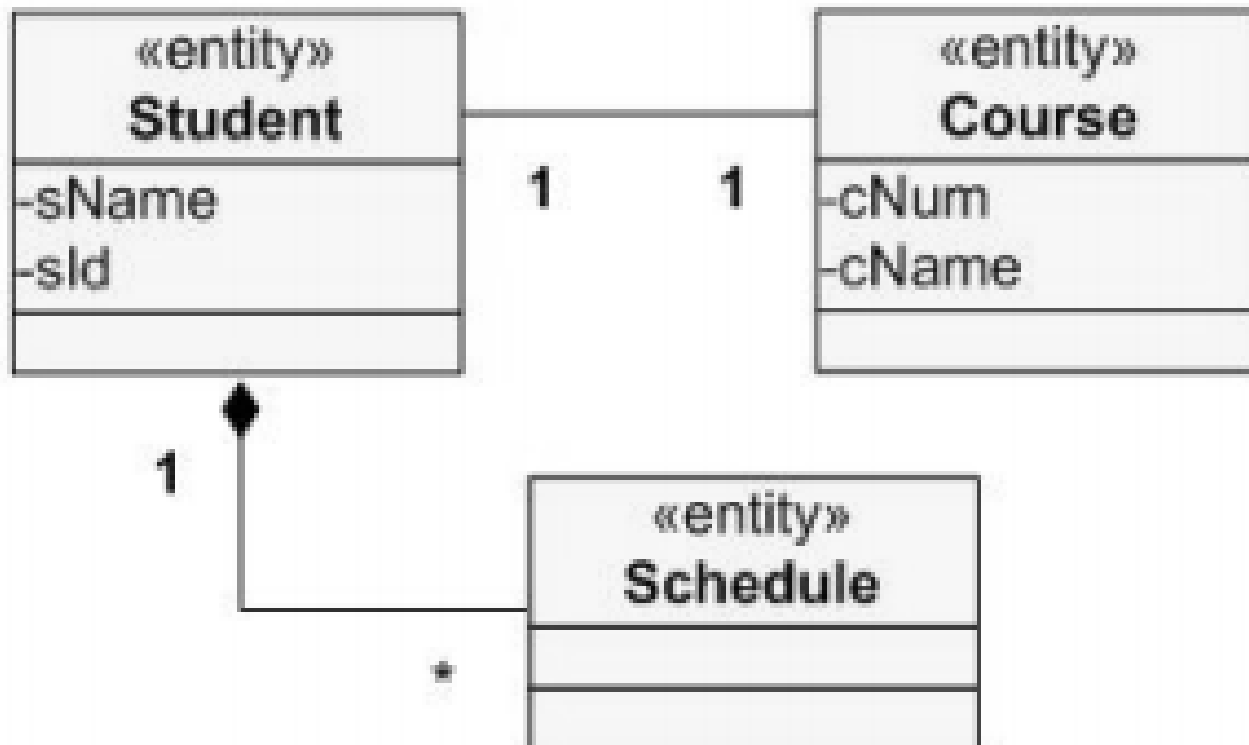 «entity»
Student
-sName
-sId
1
1
«entity»
Course
-cNum
-cName
1
*
«entity»
Schedule